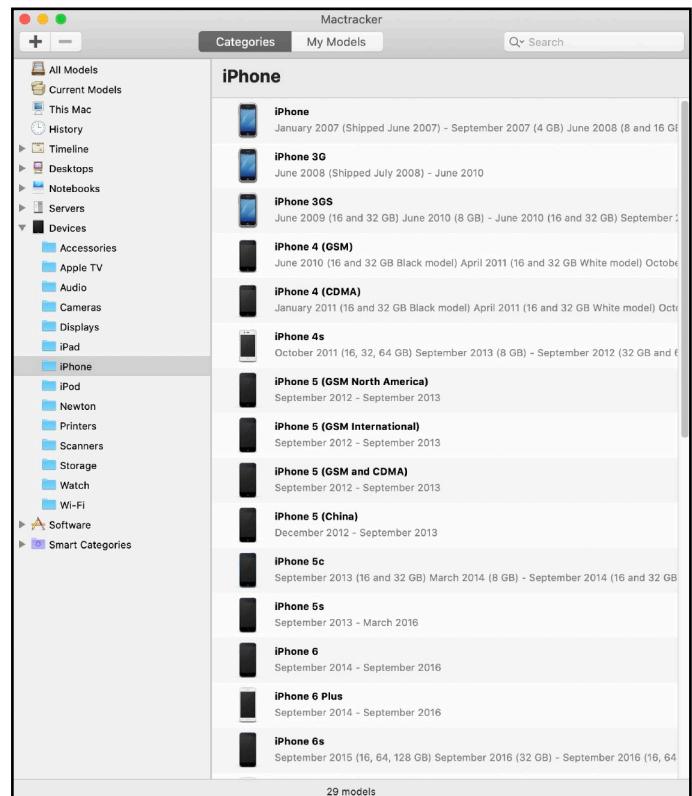 Mactracker
Categories
My Models
Search
All Models
Current Models
This Mac
History
Timeline
Desktops
Notebooks
Servers
Devices
Accessories
Apple TV
Audio
Cameras
Displays
iPad
iPhone
iPod
Newton
Printers
Scanners
Storage
Watch
Wi-Fi
Software
Smart Categories
iPhone
iPhone
January 2007 (Shipped June 2007) - September 2007 (4 GB) June 2008 (8 and 16 GB
iPhone 3G
June 2008 (Shipped July 2008) - June 2010
iPhone 3GS
June 2009 (16 and 32 GB) June 2010 (8 GB) - June 2010 (16 and 32 GB) September
iPhone 4 (GSM)
June 2010 (16 and 32 GB Black model) April 2011 (16 and 32 GB White model) Octobe
iPhone 4 (CDMA)
January 2011 (16 and 32 GB Black model) April 2011 (16 and 32 GB White model) Octo
iPhone 4s
October 2011 (16, 32, 64 GB) September 2013 (8 GB) - September 2012 (32 GB and
iPhone 5 (GSM North America)
September 2012 - September 2013
iPhone 5 (GSM International)
September 2012 - September 2013
iPhone 5 (GSM and CDMA)
September 2012 - September 2013
iPhone 5 (China)
December 2012 - September 2013
iPhone 5c
September 2013 (16 and 32 GB) March 2014 (8 GB) - September 2014 (16 and 32 GB
iPhone 5s
September 2013 - March 2016
iPhone 6
September 2014 - September 2016
iPhone 6 Plus
September 2014 - September 2016
iPhone 6s
September 2015 (16, 64, 128 GB) September 2016 (32 GB) - September 2016 (16, 64
29 models